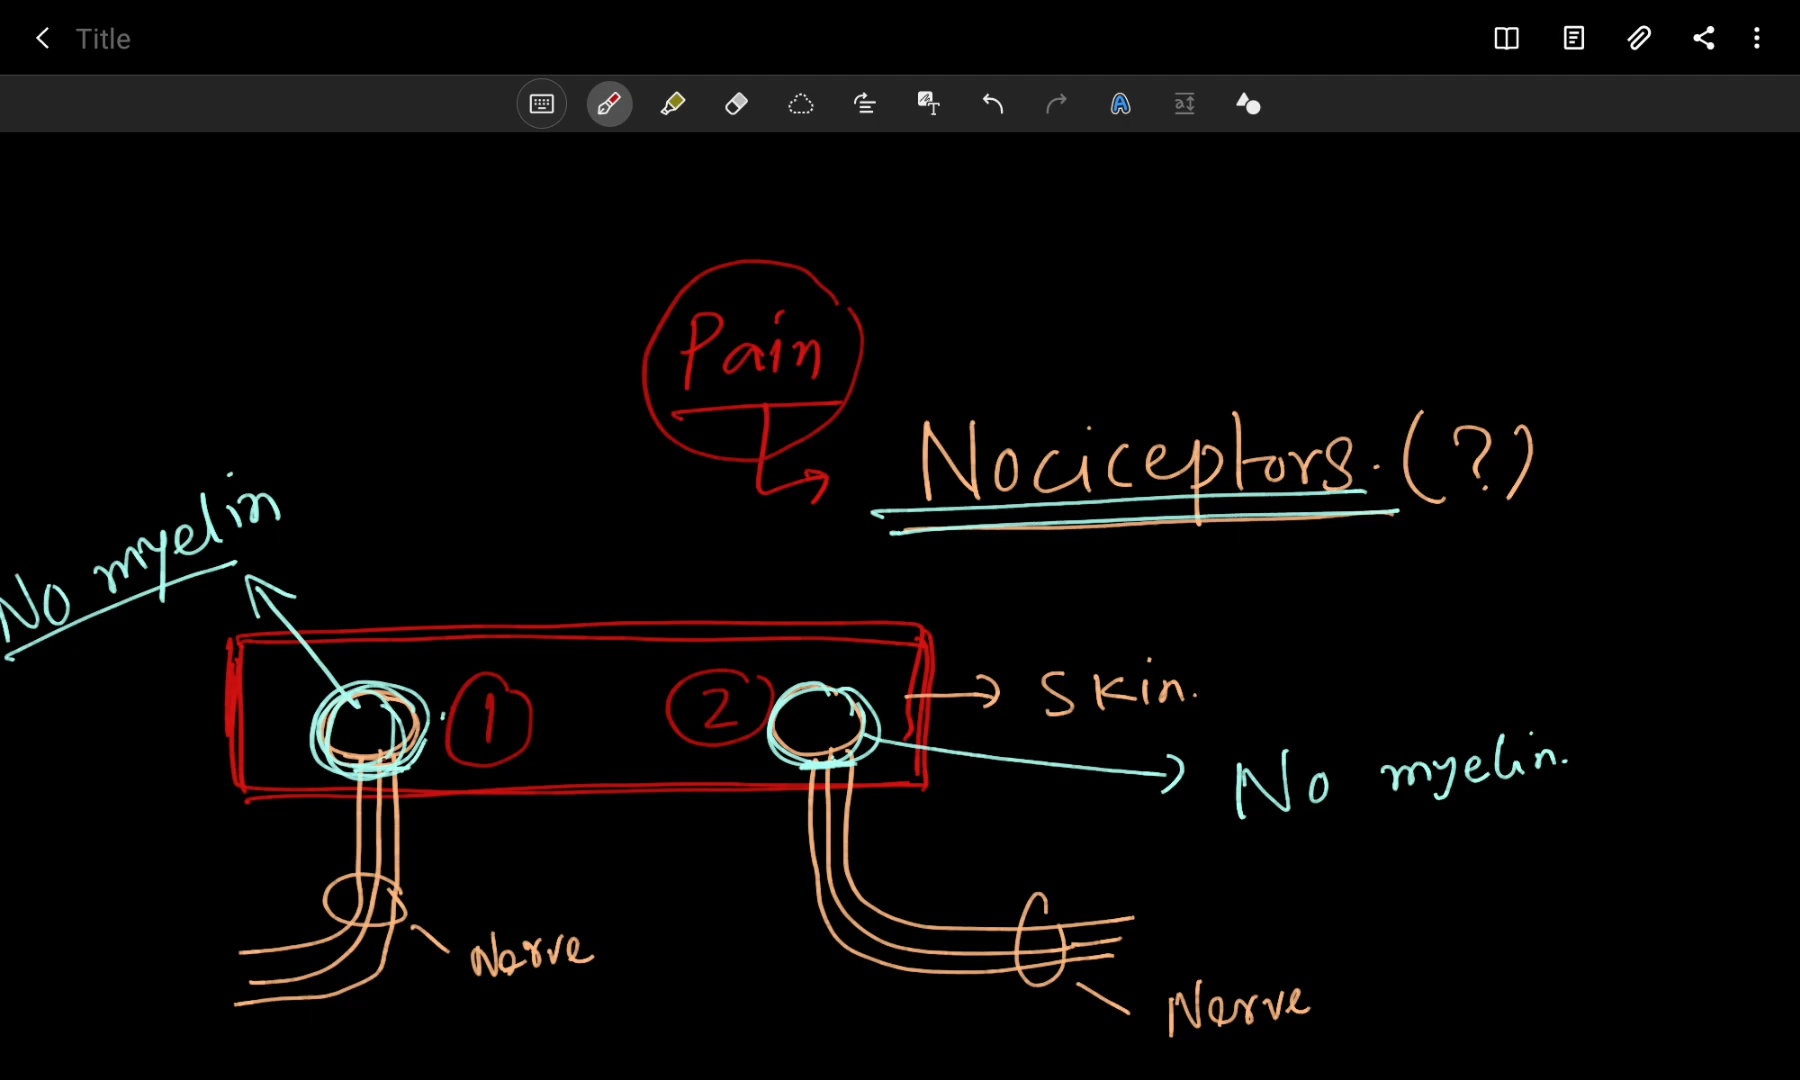 Title
Pain
Nociceptors. (?)
No myelin
1
2
Skin.
No myelin.
Nerve
Nerve